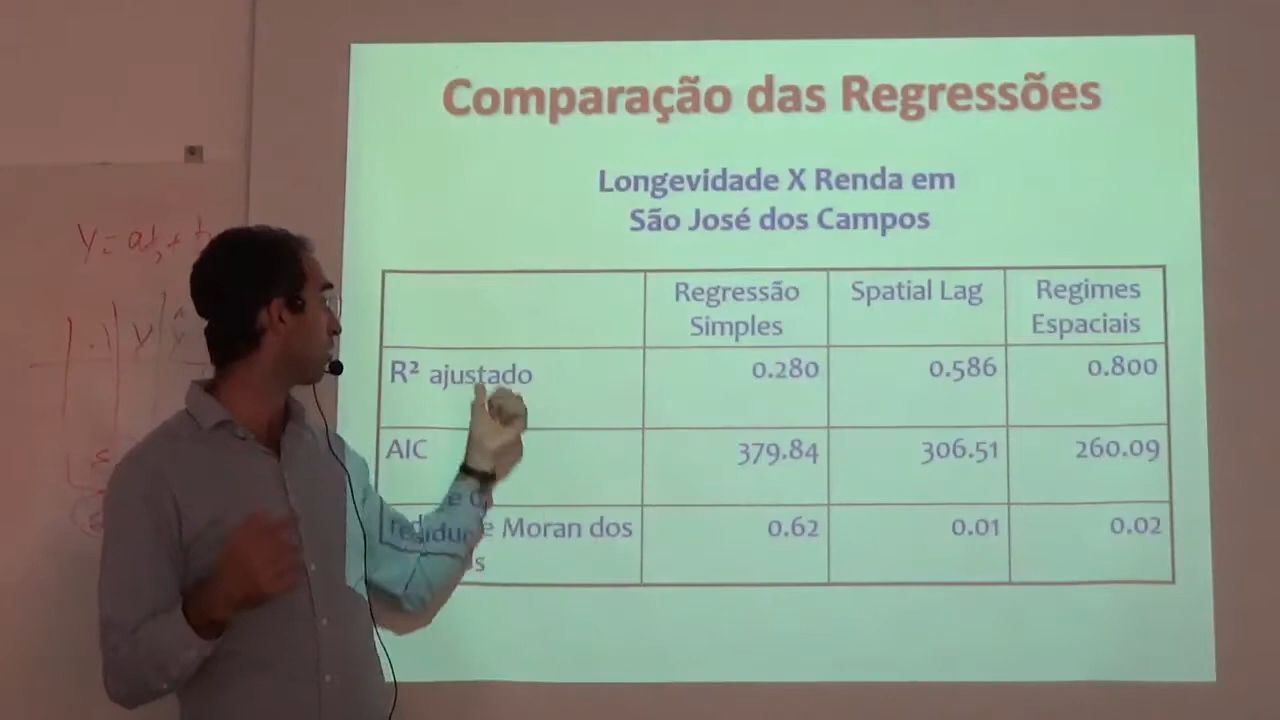 Comparação das Regressões
Longevidade X Renda em
São José dos Campos
Regressão Simples
Spatial Lag
Regimes Espaciais
R² ajustado 0.280 0.586 0.800
AIC 379.84 306.51 260.09
e Moran dos 0.62 0.01 0.02
Y =